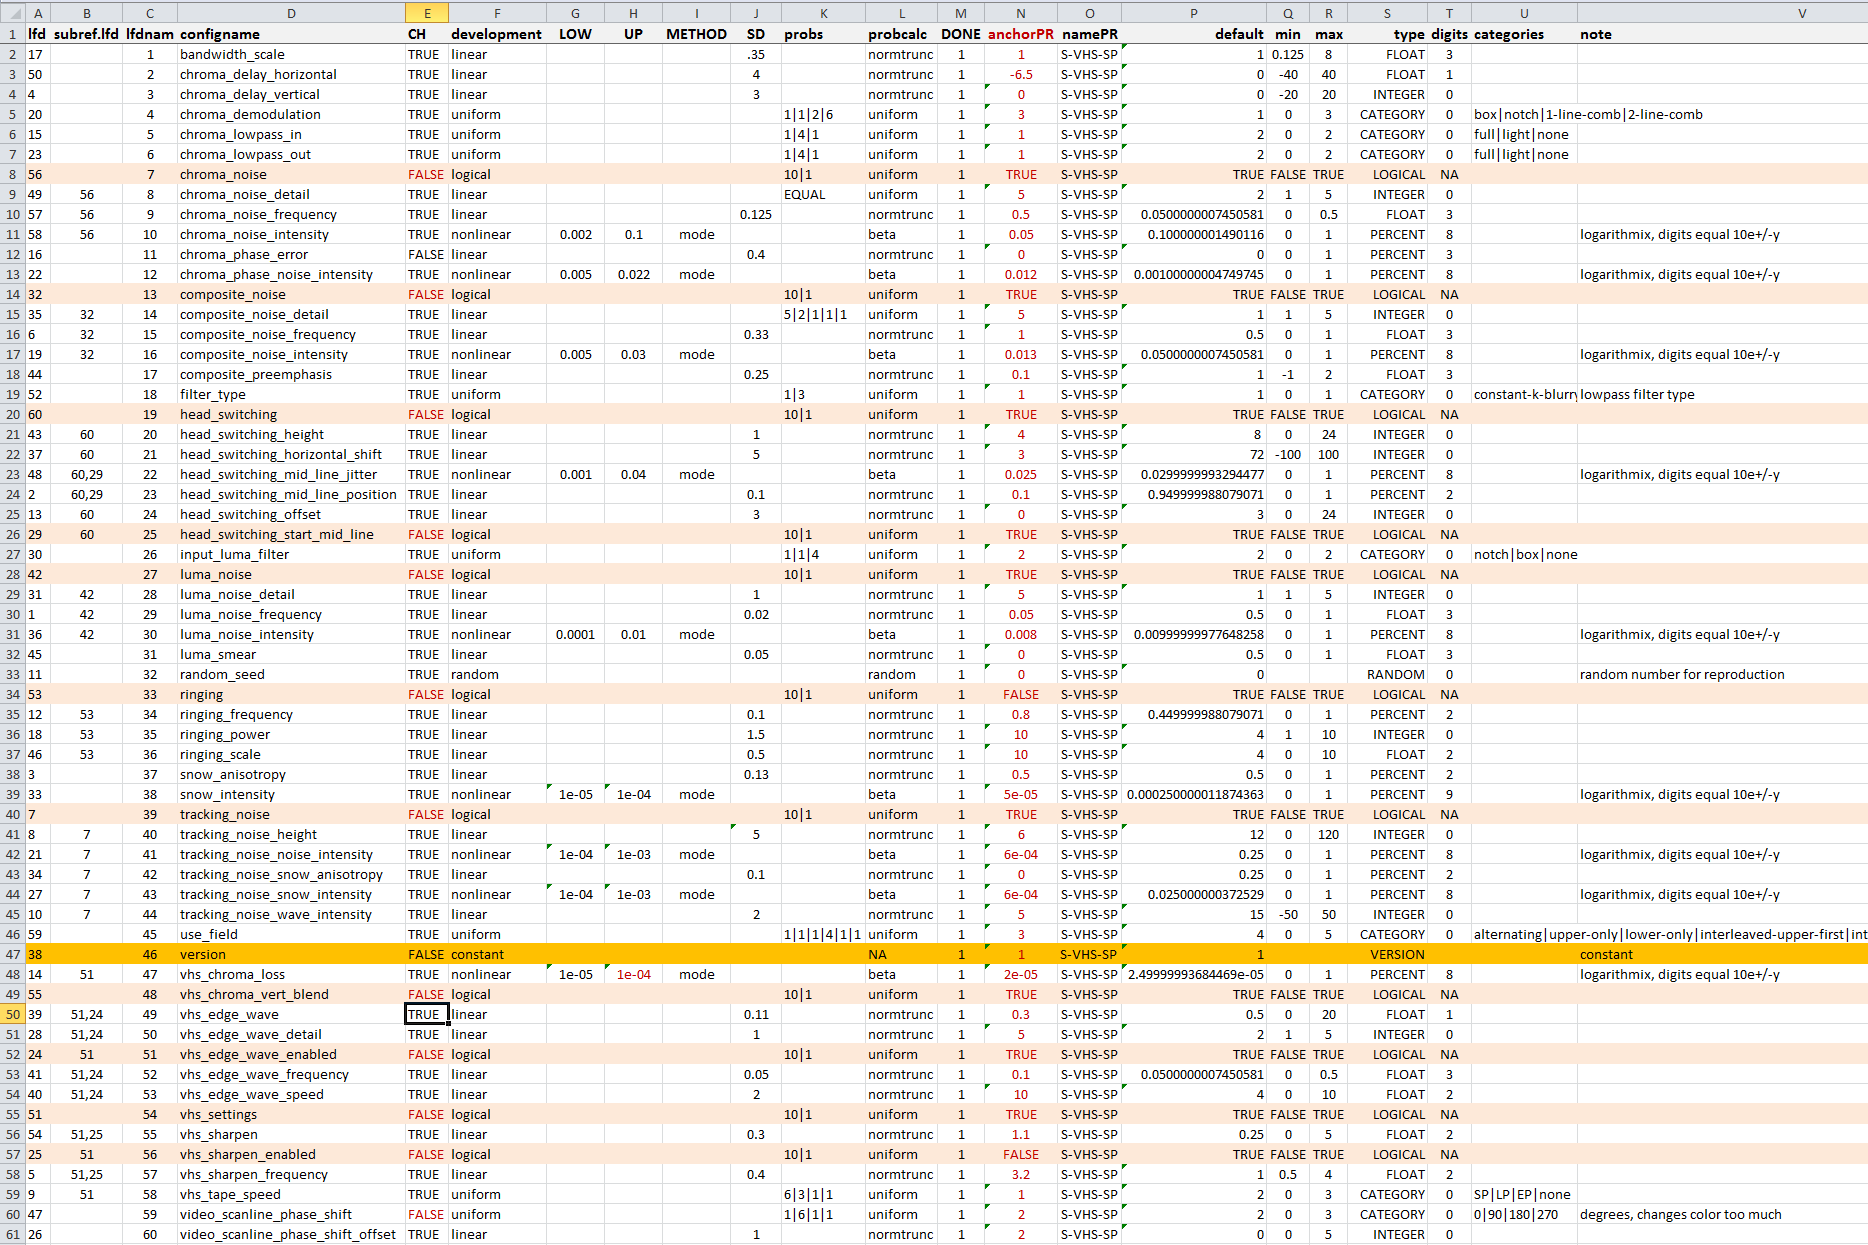 A B C D E F G H I J K L M N O P Q R S T U V
1 lfd subref.lfd lfdnam configname CH development LOW UP METHOD SD probs probcalc DONE anchorPR namePR default min max type digits categories note
2 17 1 bandwidth_scale TRUE linear .35 normtrunc 1 1 S-VHS-SP 1 0.125 8 FLOAT 3
3 50 2 chroma_delay_horizontal TRUE linear 4 normtrunc 1 -6.5 S-VHS-SP 0 -40 40 FLOAT 1
4 4 3 chroma_delay_vertical TRUE linear 3 normtrunc 1 0 S-VHS-SP 0 -20 20 INTEGER 0
5 20 4 chroma_demodulation TRUE uniform 1|1|2|6 uniform 1 3 S-VHS-SP 1 0 3 CATEGORY 0 box|notch|1-line-comb|2-line-comb
6 15 5 chroma_lowpass_in TRUE uniform 1|4|1 uniform 1 1 S-VHS-SP 2 0 2 CATEGORY 0 full|light|none
7 23 6 chroma_lowpass_out TRUE uniform 1|4|1 uniform 1 1 S-VHS-SP 2 0 2 CATEGORY 0 full|light|none
8 56 7 chroma_noise FALSE logical 10|1 uniform 1 TRUE S-VHS-SP TRUE FALSE TRUE LOGICAL NA
9 49 56 8 chroma_noise_detail TRUE linear EQUAL uniform 1 5 S-VHS-SP 2 1 5 INTEGER 0
10 57 56 9 chroma_noise_frequency TRUE linear 0.125 normtrunc 1 0.5 S-VHS-SP 0.0500000007450581 0 0.5 FLOAT 3
11 58 56 10 chroma_noise_intensity TRUE nonlinear 0.002 0.1 mode beta 1 0.05 S-VHS-SP 0.100000001490116 0 1 PERCENT 8 logarithmix, digits equal 10e+/-y
12 16 11 chroma_phase_error FALSE linear 0.4 normtrunc 1 0 S-VHS-SP 0 0 1 PERCENT 3
13 22 12 chroma_phase_noise_intensity TRUE nonlinear 0.005 0.022 mode beta 1 0.012 S-VHS-SP 0.00100000004749745 0 1 PERCENT 8 logarithmix, digits equal 10e+/-y
14 32 13 composite_noise FALSE logical 10|1 uniform 1 TRUE S-VHS-SP TRUE FALSE TRUE LOGICAL NA
15 35 32 14 composite_noise_detail TRUE linear 5|2|1|1|1 uniform 1 5 S-VHS-SP 1 1 5 INTEGER 0
16 6 32 15 composite_noise_frequency TRUE linear 0.33 normtrunc 1 1 S-VHS-SP 0.5 0 1 FLOAT 3
17 19 32 16 composite_noise_intensity TRUE nonlinear 0.005 0.03 mode beta 1 0.013 S-VHS-SP 0.0500000007450581 0 1 PERCENT 8 logarithmix, digits equal 10e+/-y
18 44 17 composite_preemphasis TRUE linear 0.25 normtrunc 1 0.1 S-VHS-SP 1 -1 2 FLOAT 3
19 52 18 filter_type TRUE uniform 1|3 uniform 1 1 S-VHS-SP 1 0 1 CATEGORY 0 constant-k-blurry lowpass filter type
20 60 19 head_switching FALSE logical 10|1 uniform 1 TRUE S-VHS-SP TRUE FALSE TRUE LOGICAL NA
21 43 60 20 head_switching_height TRUE linear 1 normtrunc 1 4 S-VHS-SP 8 0 24 INTEGER 0
22 37 60 21 head_switching_horizontal_shift TRUE linear 5 normtrunc 1 3 S-VHS-SP 72 -100 100 INTEGER 0
23 48 60,29 22 head_switching_mid_line_jitter TRUE nonlinear 0.001 0.04 mode beta 1 0.025 S-VHS-SP 0.0299999993294477 0 1 PERCENT 8 logarithmix, digits equal 10e+/-y
24 2 60,29 23 head_switching_mid_line_position TRUE linear 0.1 normtrunc 1 0.1 S-VHS-SP 0.949999988079071 0 1 PERCENT 2
25 13 60 24 head_switching_offset TRUE linear 3 normtrunc 1 0 S-VHS-SP 3 0 24 INTEGER 0
26 29 60 25 head_switching_start_mid_line FALSE logical 10|1 uniform 1 TRUE S-VHS-SP TRUE FALSE TRUE LOGICAL NA
27 30 26 input_luma_filter TRUE uniform 1|1|4 uniform 1 2 S-VHS-SP 2 0 2 CATEGORY 0 notch|box|none
28 42 27 luma_noise FALSE logical 10|1 uniform 1 TRUE S-VHS-SP TRUE FALSE TRUE LOGICAL NA
29 31 42 28 luma_noise_detail TRUE linear 1 normtrunc 1 5 S-VHS-SP 1 1 5 INTEGER 0
30 1 42 29 luma_noise_frequency TRUE linear 0.02 normtrunc 1 0.05 S-VHS-SP 0.5 0 1 FLOAT 3
31 36 42 30 luma_noise_intensity TRUE nonlinear 0.0001 0.01 mode beta 1 0.008 S-VHS-SP 0.00999999977648258 0 1 PERCENT 8 logarithmix, digits equal 10e+/-y
32 45 31 luma_smear TRUE linear 0.05 normtrunc 1 0 S-VHS-SP 0.5 0 1 FLOAT 3
33 11 32 random_seed TRUE random random 1 0 S-VHS-SP 0 RANDOM 0 random number for reproduction
34 53 33 ringing FALSE logical 10|1 uniform 1 FALSE S-VHS-SP TRUE FALSE TRUE LOGICAL NA
35 12 53 34 ringing_frequency TRUE linear 0.1 normtrunc 1 0.8 S-VHS-SP 0.449999988079071 0 1 PERCENT 2
36 18 53 35 ringing_power TRUE linear 1.5 normtrunc 1 10 S-VHS-SP 4 1 10 INTEGER 0
37 46 53 36 ringing_scale TRUE linear 0.5 normtrunc 1 10 S-VHS-SP 4 0 10 FLOAT 2
38 3 37 snow_anisotropy TRUE linear 0.13 normtrunc 1 0.5 S-VHS-SP 0.5 0 1 PERCENT 2
39 33 38 snow_intensity TRUE nonlinear 1e-05 1e-04 mode beta 1 5e-05 S-VHS-SP 0.000250000011874363 0 1 PERCENT 9 logarithmix, digits equal 10e+/-y
40 7 39 tracking_noise FALSE logical 10|1 uniform 1 TRUE S-VHS-SP TRUE FALSE TRUE LOGICAL NA
41 8 7 40 tracking_noise_height TRUE linear 5 normtrunc 1 6 S-VHS-SP 12 0 120 INTEGER 0
42 21 7 41 tracking_noise_noise_intensity TRUE nonlinear 1e-04 1e-03 mode beta 1 6e-04 S-VHS-SP 0.25 0 1 PERCENT 8 logarithmix, digits equal 10e+/-y
43 34 7 42 tracking_noise_snow_anisotropy TRUE linear 0.1 normtrunc 1 0 S-VHS-SP 0.25 0 1 PERCENT 2
44 27 7 43 tracking_noise_snow_intensity TRUE nonlinear 1e-04 1e-03 mode beta 1 6e-04 S-VHS-SP 0.025000000372529 0 1 PERCENT 8 logarithmix, digits equal 10e+/-y
45 10 7 44 tracking_noise_wave_intensity TRUE linear 2 normtrunc 1 5 S-VHS-SP 15 -50 50 INTEGER 0
46 59 45 use_field TRUE uniform 1|1|1|4|1|1 uniform 1 3 S-VHS-SP 4 0 5 CATEGORY 0 alternating|upper-only|lower-only|interleaved-upper-first|int
47 38 46 version FALSE constant NA 1 1 S-VHS-SP 1 VERSION constant
48 14 51 47 vhs_chroma_loss TRUE nonlinear 1e-05 1e-04 mode beta 1 2e-05 S-VHS-SP 2.49999993684469e-05 0 1 PERCENT 8 logarithmix, digits equal 10e+/-y
49 55 48 vhs_chroma_vert_blend FALSE logical 10|1 uniform 1 TRUE S-VHS-SP TRUE FALSE TRUE LOGICAL NA
50 39 51,24 49 vhs_edge_wave TRUE linear 0.11 normtrunc 1 0.3 S-VHS-SP 0.5 0 20 FLOAT 1
51 28 51,24 50 vhs_edge_wave_detail TRUE linear 1 normtrunc 1 5 S-VHS-SP 2 1 5 INTEGER 0
52 24 51 51 vhs_edge_wave_enabled FALSE logical 10|1 uniform 1 TRUE S-VHS-SP TRUE FALSE TRUE LOGICAL NA
53 41 51,24 52 vhs_edge_wave_frequency TRUE linear 0.05 normtrunc 1 0.1 S-VHS-SP 0.0500000007450581 0 0.5 FLOAT 3
54 40 51,24 53 vhs_edge_wave_speed TRUE linear 2 normtrunc 1 10 S-VHS-SP 4 0 10 FLOAT 2
55 51 54 vhs_settings FALSE logical 10|1 uniform 1 TRUE S-VHS-SP TRUE FALSE TRUE LOGICAL NA
56 54 51,25 55 vhs_sharpen TRUE linear 0.3 normtrunc 1 1.1 S-VHS-SP 0.25 0 5 FLOAT 2
57 25 51 56 vhs_sharpen_enabled FALSE logical 10|1 uniform 1 FALSE S-VHS-SP TRUE FALSE TRUE LOGICAL NA
58 5 51,25 57 vhs_sharpen_frequency TRUE linear 0.4 normtrunc 1 3.2 S-VHS-SP 1 0.5 4 FLOAT 2
59 9 51 58 vhs_tape_speed TRUE uniform 6|3|1|1 uniform 1 1 S-VHS-SP 2 0 3 CATEGORY 0 SP|LP|EP|none
60 47 59 video_scanline_phase_shift FALSE uniform 1|6|1|1 uniform 1 2 S-VHS-SP 2 0 3 CATEGORY 0 0|90|180|270 degrees, changes color too much
61 26 60 video_scanline_phase_shift_offset TRUE linear 1 normtrunc 1 2 S-VHS-SP 0 0 5 INTEGER 0